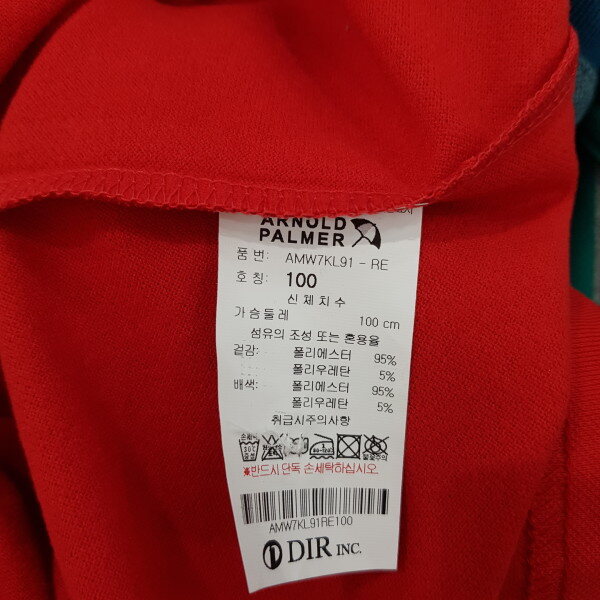 ARNOLD
PALMER
품 번: AMW7KL91 - RE
호 칭: 100
신 체 치 수
가 슴 둘 레 100 cm
섬유의 조성 또는 혼용율
겉감: 폴리에스터 95%
폴리우레탄 5%
배색: 폴리에스터 95%
폴리우레탄 5%
취급시주의사항
30℃
중성
※반드시 단독 손세탁하십시오.
AMW7KL91RE100
DIR INC.